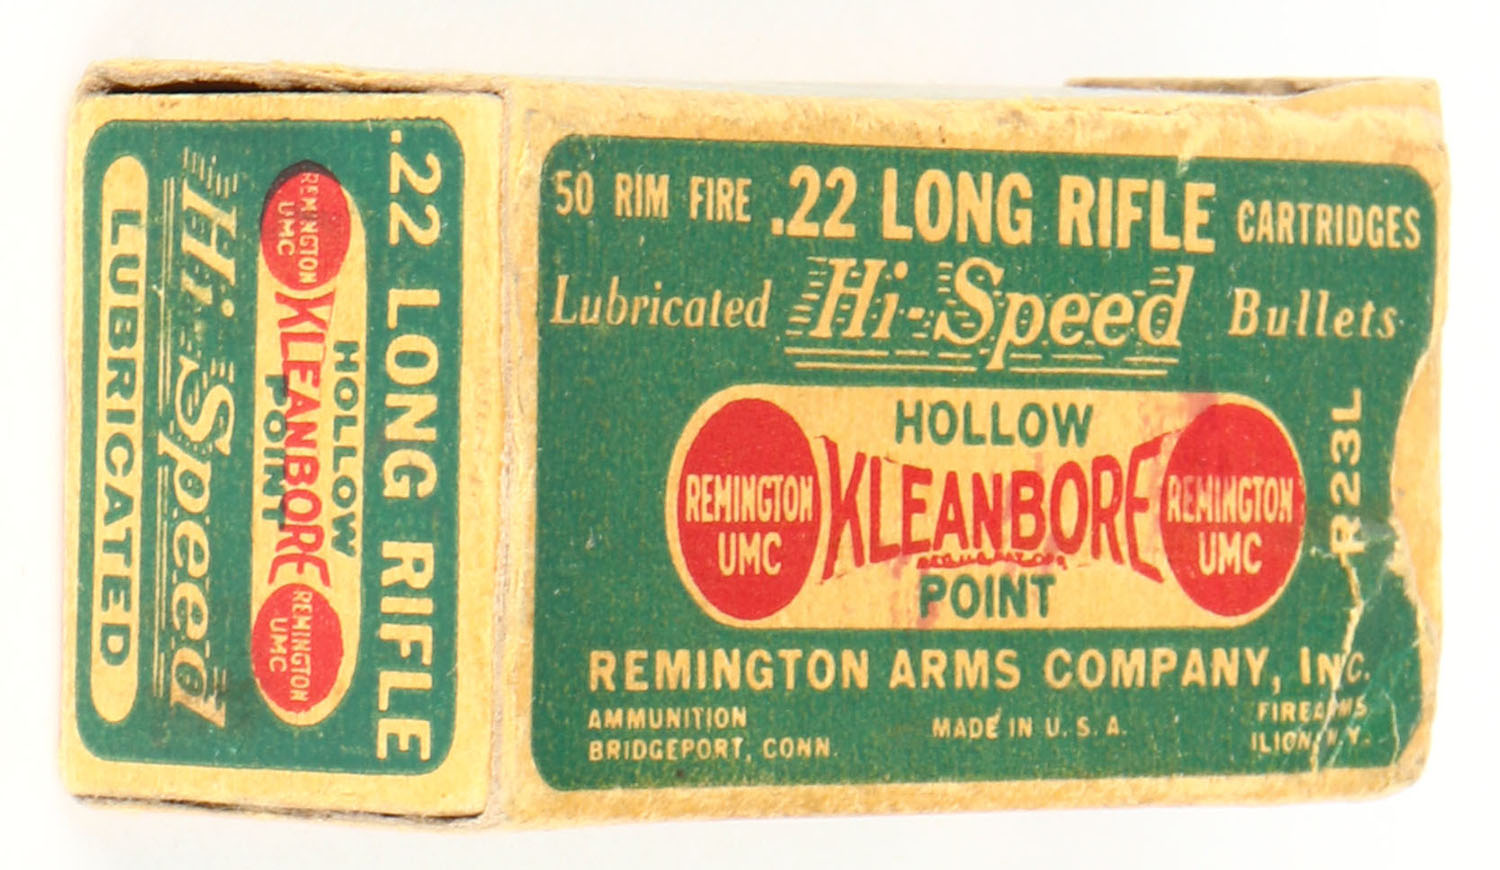 .22 LONG RIFLE
HOLLOW
REMINGTON
UMC
KLEANBORE
REMINGTON
UMC
POINT
Hi-Speed
LUBRICATED
50 RIM FIRE .22 LONG RIFLE CARTRIDGES
Lubricated Hi-Speed Bullets
HOLLOW
REMINGTON
UMC
KLEANBORE
REMINGTON
UMC
POINT
R23L
REMINGTON ARMS COMPANY, INC.
AMMUNITION
BRIDGEPORT, CONN.
MADE IN U.S.A.
FIREARMS
ILION, N.Y.